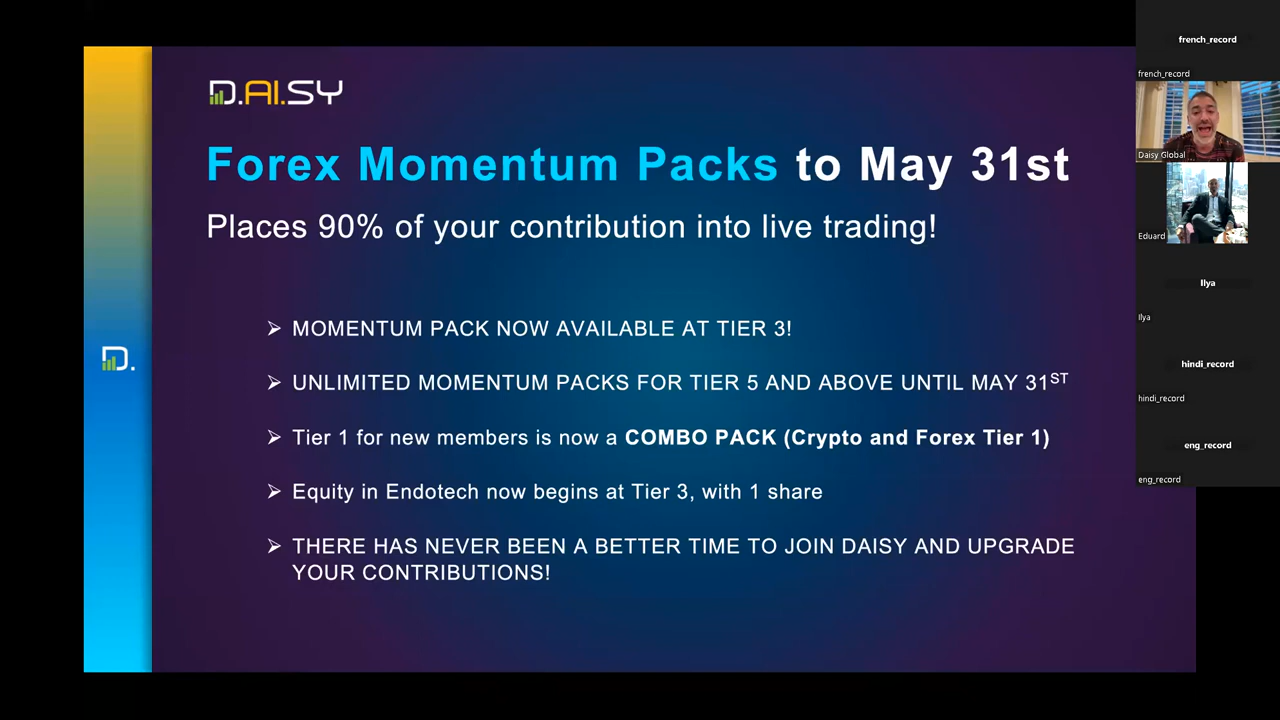 D.AI.SY
Forex Momentum Packs to May 31st
Places 90% of your contribution into live trading!
➢ MOMENTUM PACK NOW AVAILABLE AT TIER 3!
➢ UNLIMITED MOMENTUM PACKS FOR TIER 5 AND ABOVE UNTIL MAY 31ST
➢ Tier 1 for new members is now a COMBO PACK (Crypto and Forex Tier 1)
➢ Equity in Endotech now begins at Tier 3, with 1 share
➢ THERE HAS NEVER BEEN A BETTER TIME TO JOIN DAISY AND UPGRADE
YOUR CONTRIBUTIONS!
D.
french_record
french_record
Daisy Global
Eduard
Ilya
Ilya
hindi_record
hindi_record
eng_record
eng_record